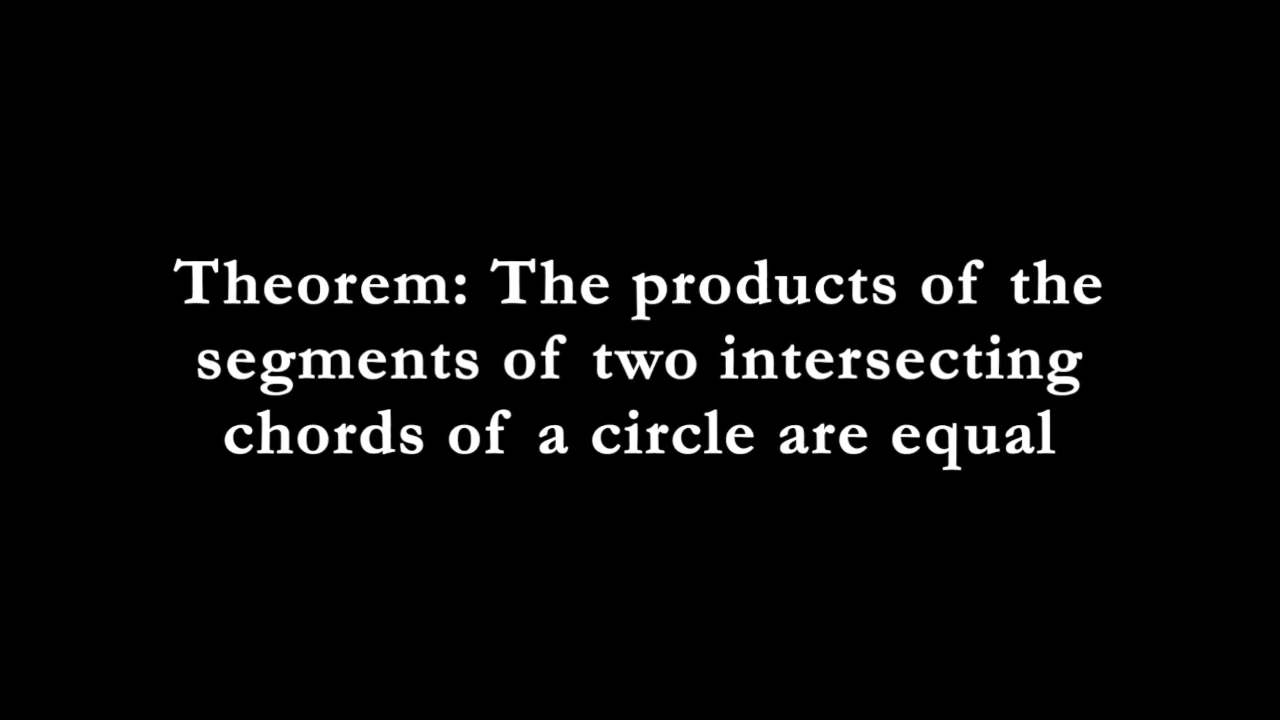 Theorem: The products of the
segments of two intersecting
chords of a circle are equal